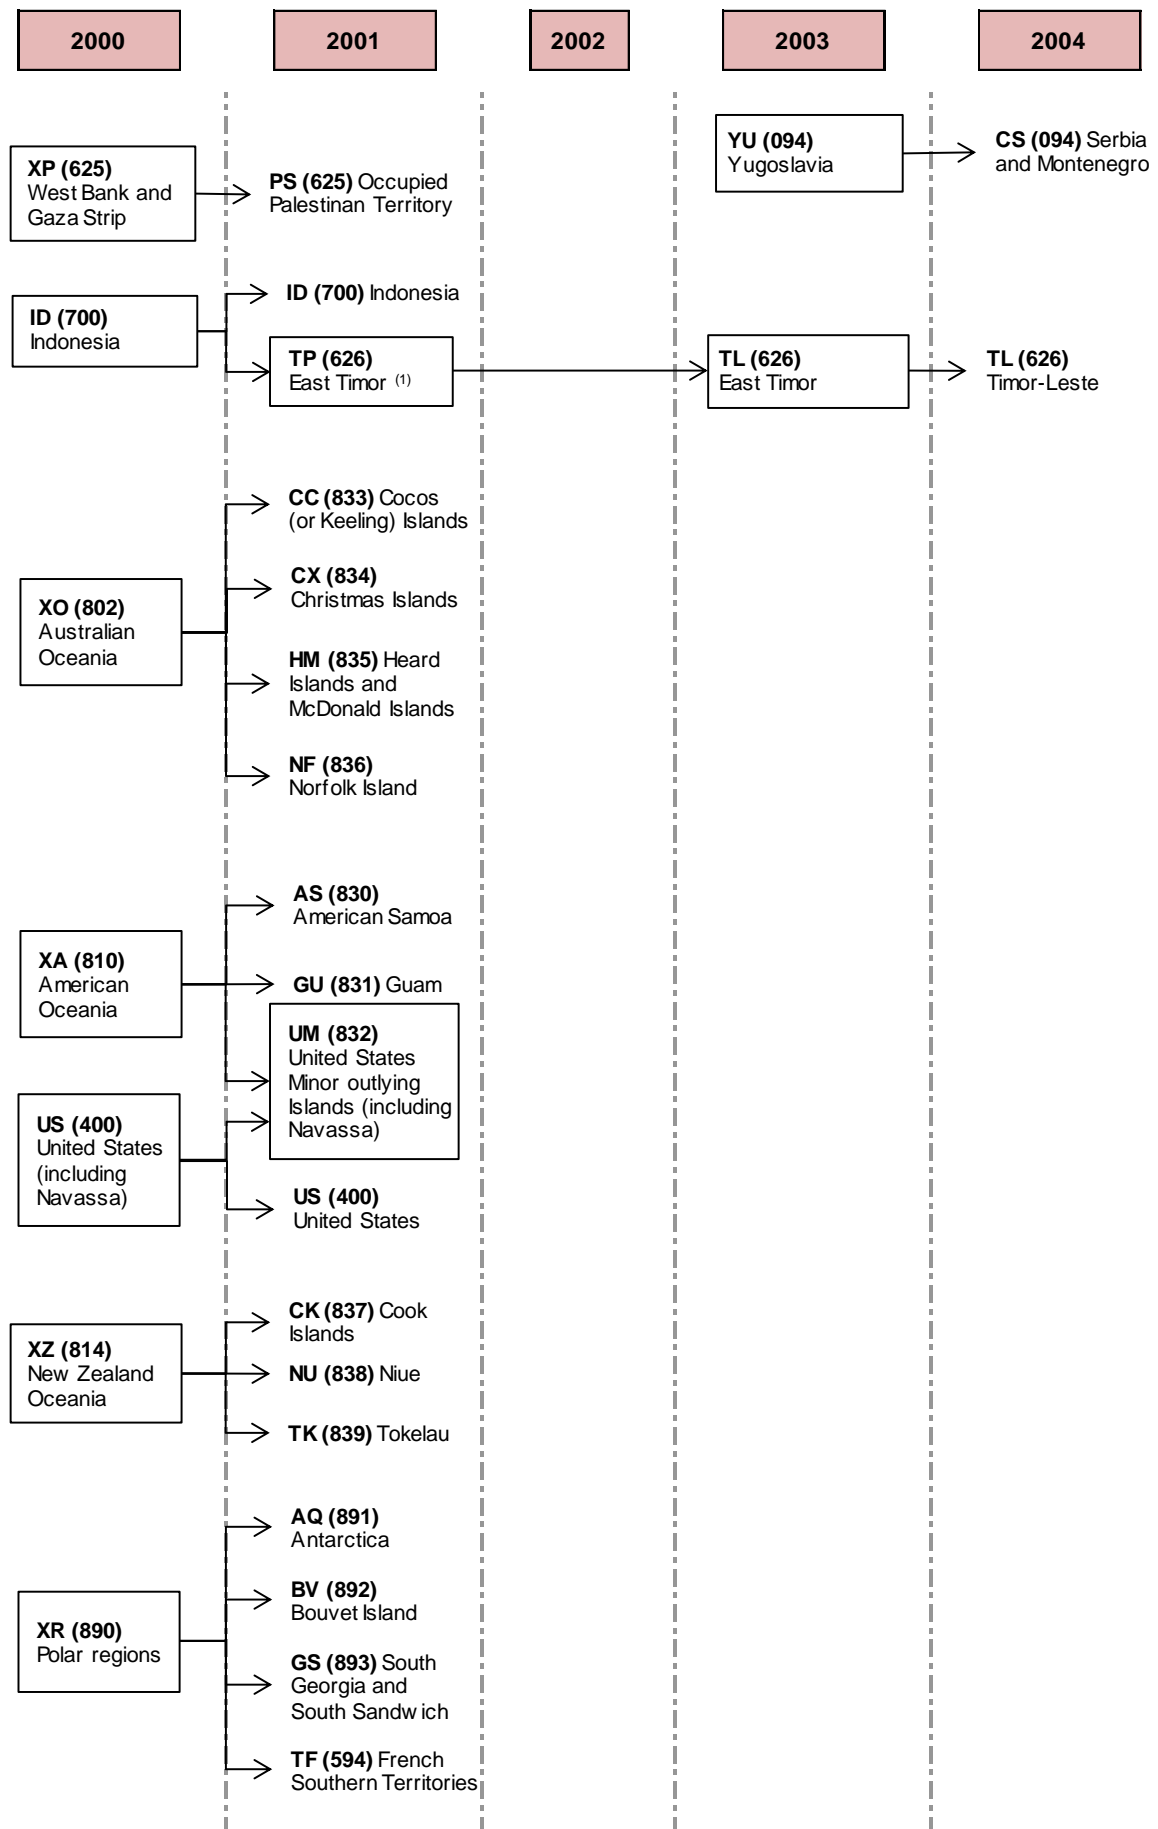 2000
2001
2002
2003
2004
YU (094)
Yugoslavia
CS (094) Serbia
and Montenegro
XP (625)
West Bank and
Gaza Strip
PS (625) Occupied
Palestinan Territory
ID (700)
Indonesia
ID (700) Indonesia
TP (626)
East Timor (1)
TL (626)
East Timor
TL (626)
Timor-Leste
XO (802)
Australian
Oceania
CC (833) Cocos
(or Keeling) Islands
CX (834)
Christmas Islands
HM (835) Heard
Islands and
McDonald Islands
NF (836)
Norfolk Island
XA (810)
American
Oceania
AS (830)
American Samoa
GU (831) Guam
UM (832)
United States
Minor outlying
Islands (including
Navassa)
US (400)
United States
(including
Navassa)
US (400)
United States
XZ (814)
New Zealand
Oceania
CK (837) Cook
Islands
NU (838) Niue
TK (839) Tokelau
XR (890)
Polar regions
AQ (891)
Antarctica
BV (892)
Bouvet Island
GS (893) South
Georgia and
South Sandwich
TF (594) French
Southern Territories